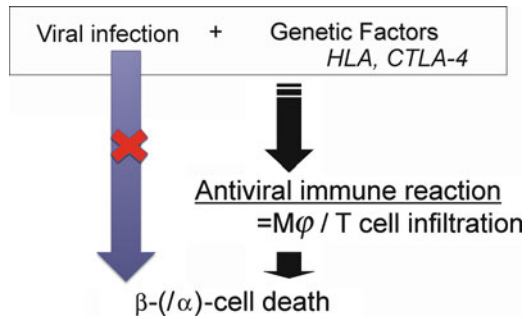 Viral infection + Genetic Factors
HLA, CTLA-4
Antiviral immune reaction
=Mφ / T cell infiltration
β-(/α)-cell death